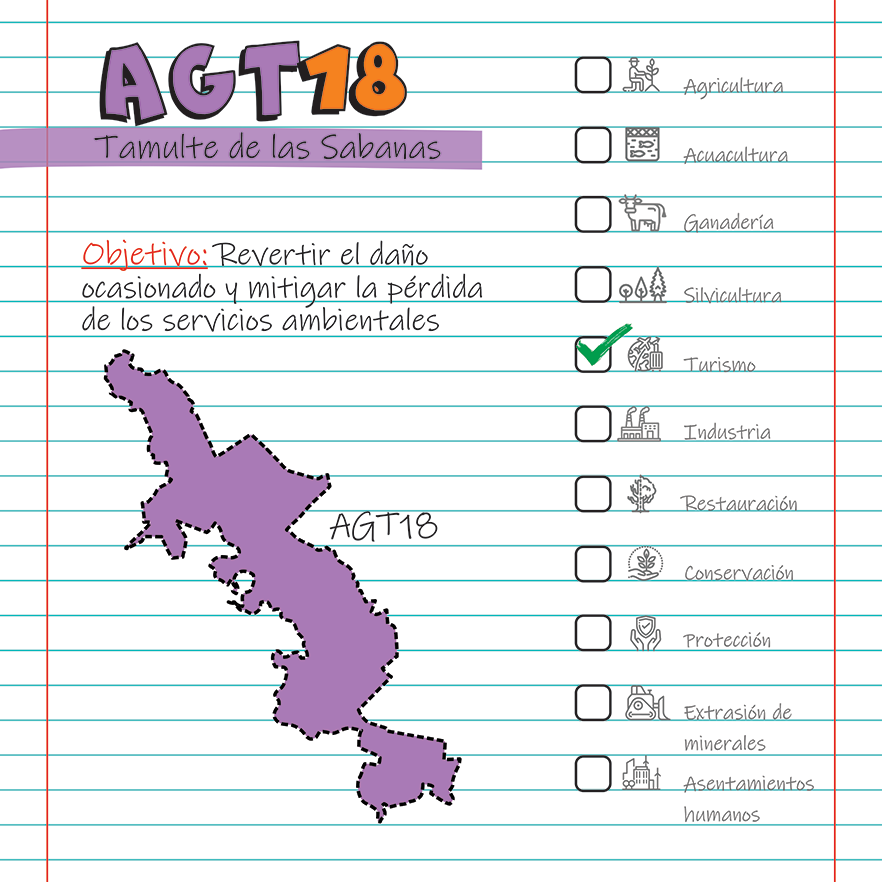 AGT18
Tamulte de las Sabanas
Objetivo: Revertir el daño
ocasionado y mitigar la pérdida
de los servicios ambientales
AGT18
Agricultura
Acuacultura
Ganadería
Silvicultura
Turismo
Industria
Restauración
Conservación
Protección
Extrasión de
minerales
Asentamientos
humanos